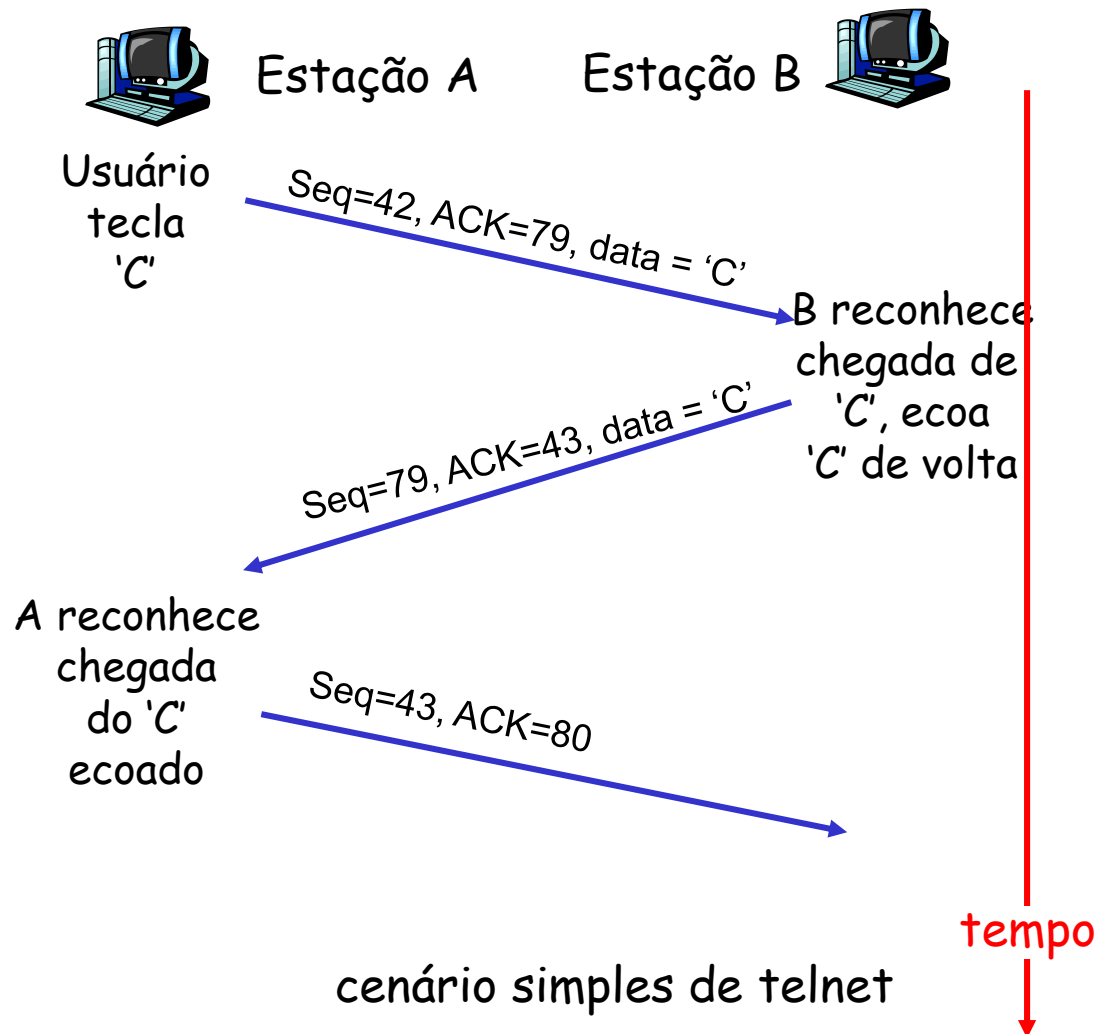 Estação A
Estação B
Usuário
tecla
‘C’
Seq=42, ACK=79, data = ‘C’
B reconhece
chegada de
‘C’, ecoa
‘C’ de volta
Seq=79, ACK=43, data = ‘C’
A reconhece
chegada
do ‘C’
ecoado
Seq=43, ACK=80
tempo
cenário simples de telnet